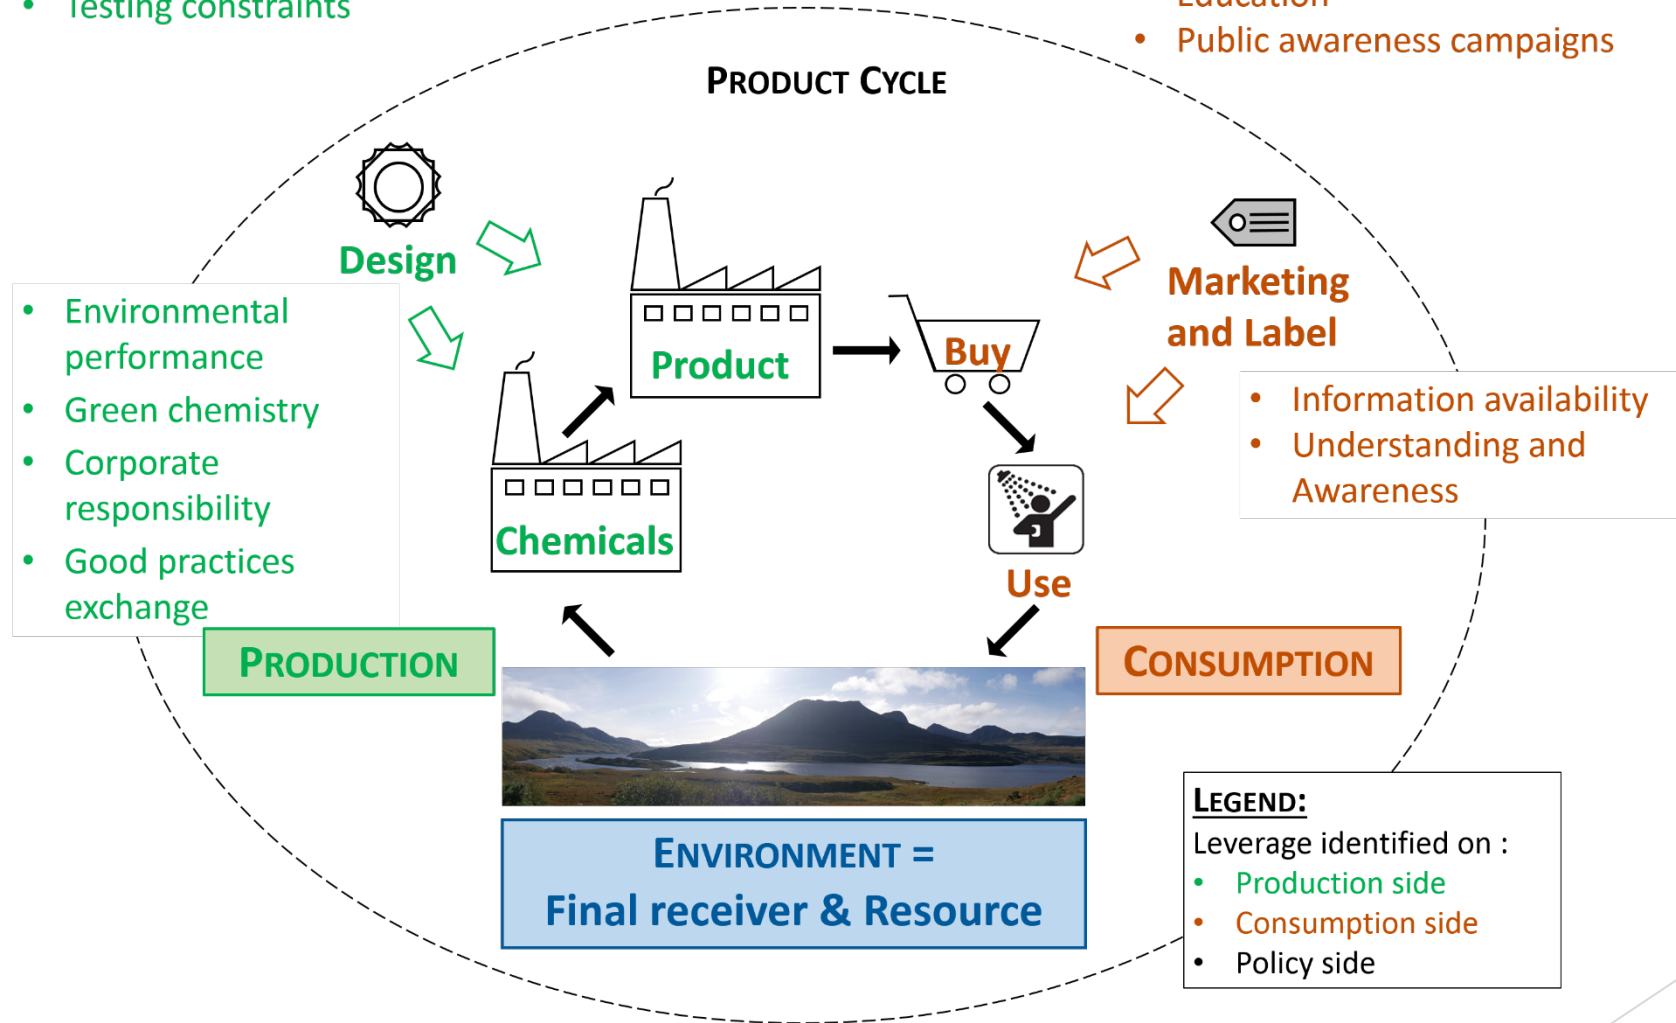 • Testing constraints
Education
• Public awareness campaigns
PRODUCT CYCLE
Design
• Environmental
performance
• Green chemistry
• Corporate
responsibility
• Good practices
exchange
Product
Chemicals
Buy
Use
Marketing
and Label
• Information availability
• Understanding and
Awareness
PRODUCTION
CONSUMPTION
ENVIRONMENT =
Final receiver & Resource
LEGEND:
Leverage identified on :
• Production side
• Consumption side
• Policy side